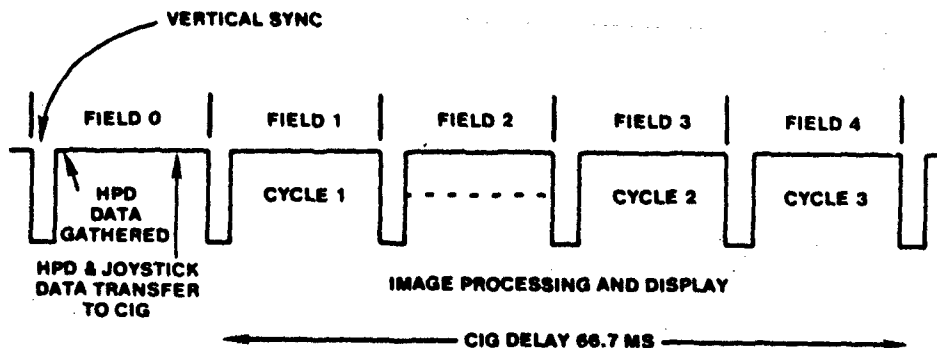 VERTICAL SYNC
FIELD 0 FIELD 1 FIELD 2 FIELD 3 FIELD 4
HPD
DATA
GATHERED
CYCLE 1 CYCLE 2 CYCLE 3
HPD & JOYSTICK
DATA TRANSFER
TO CIG
IMAGE PROCESSING AND DISPLAY
CIG DELAY 66.7 MS